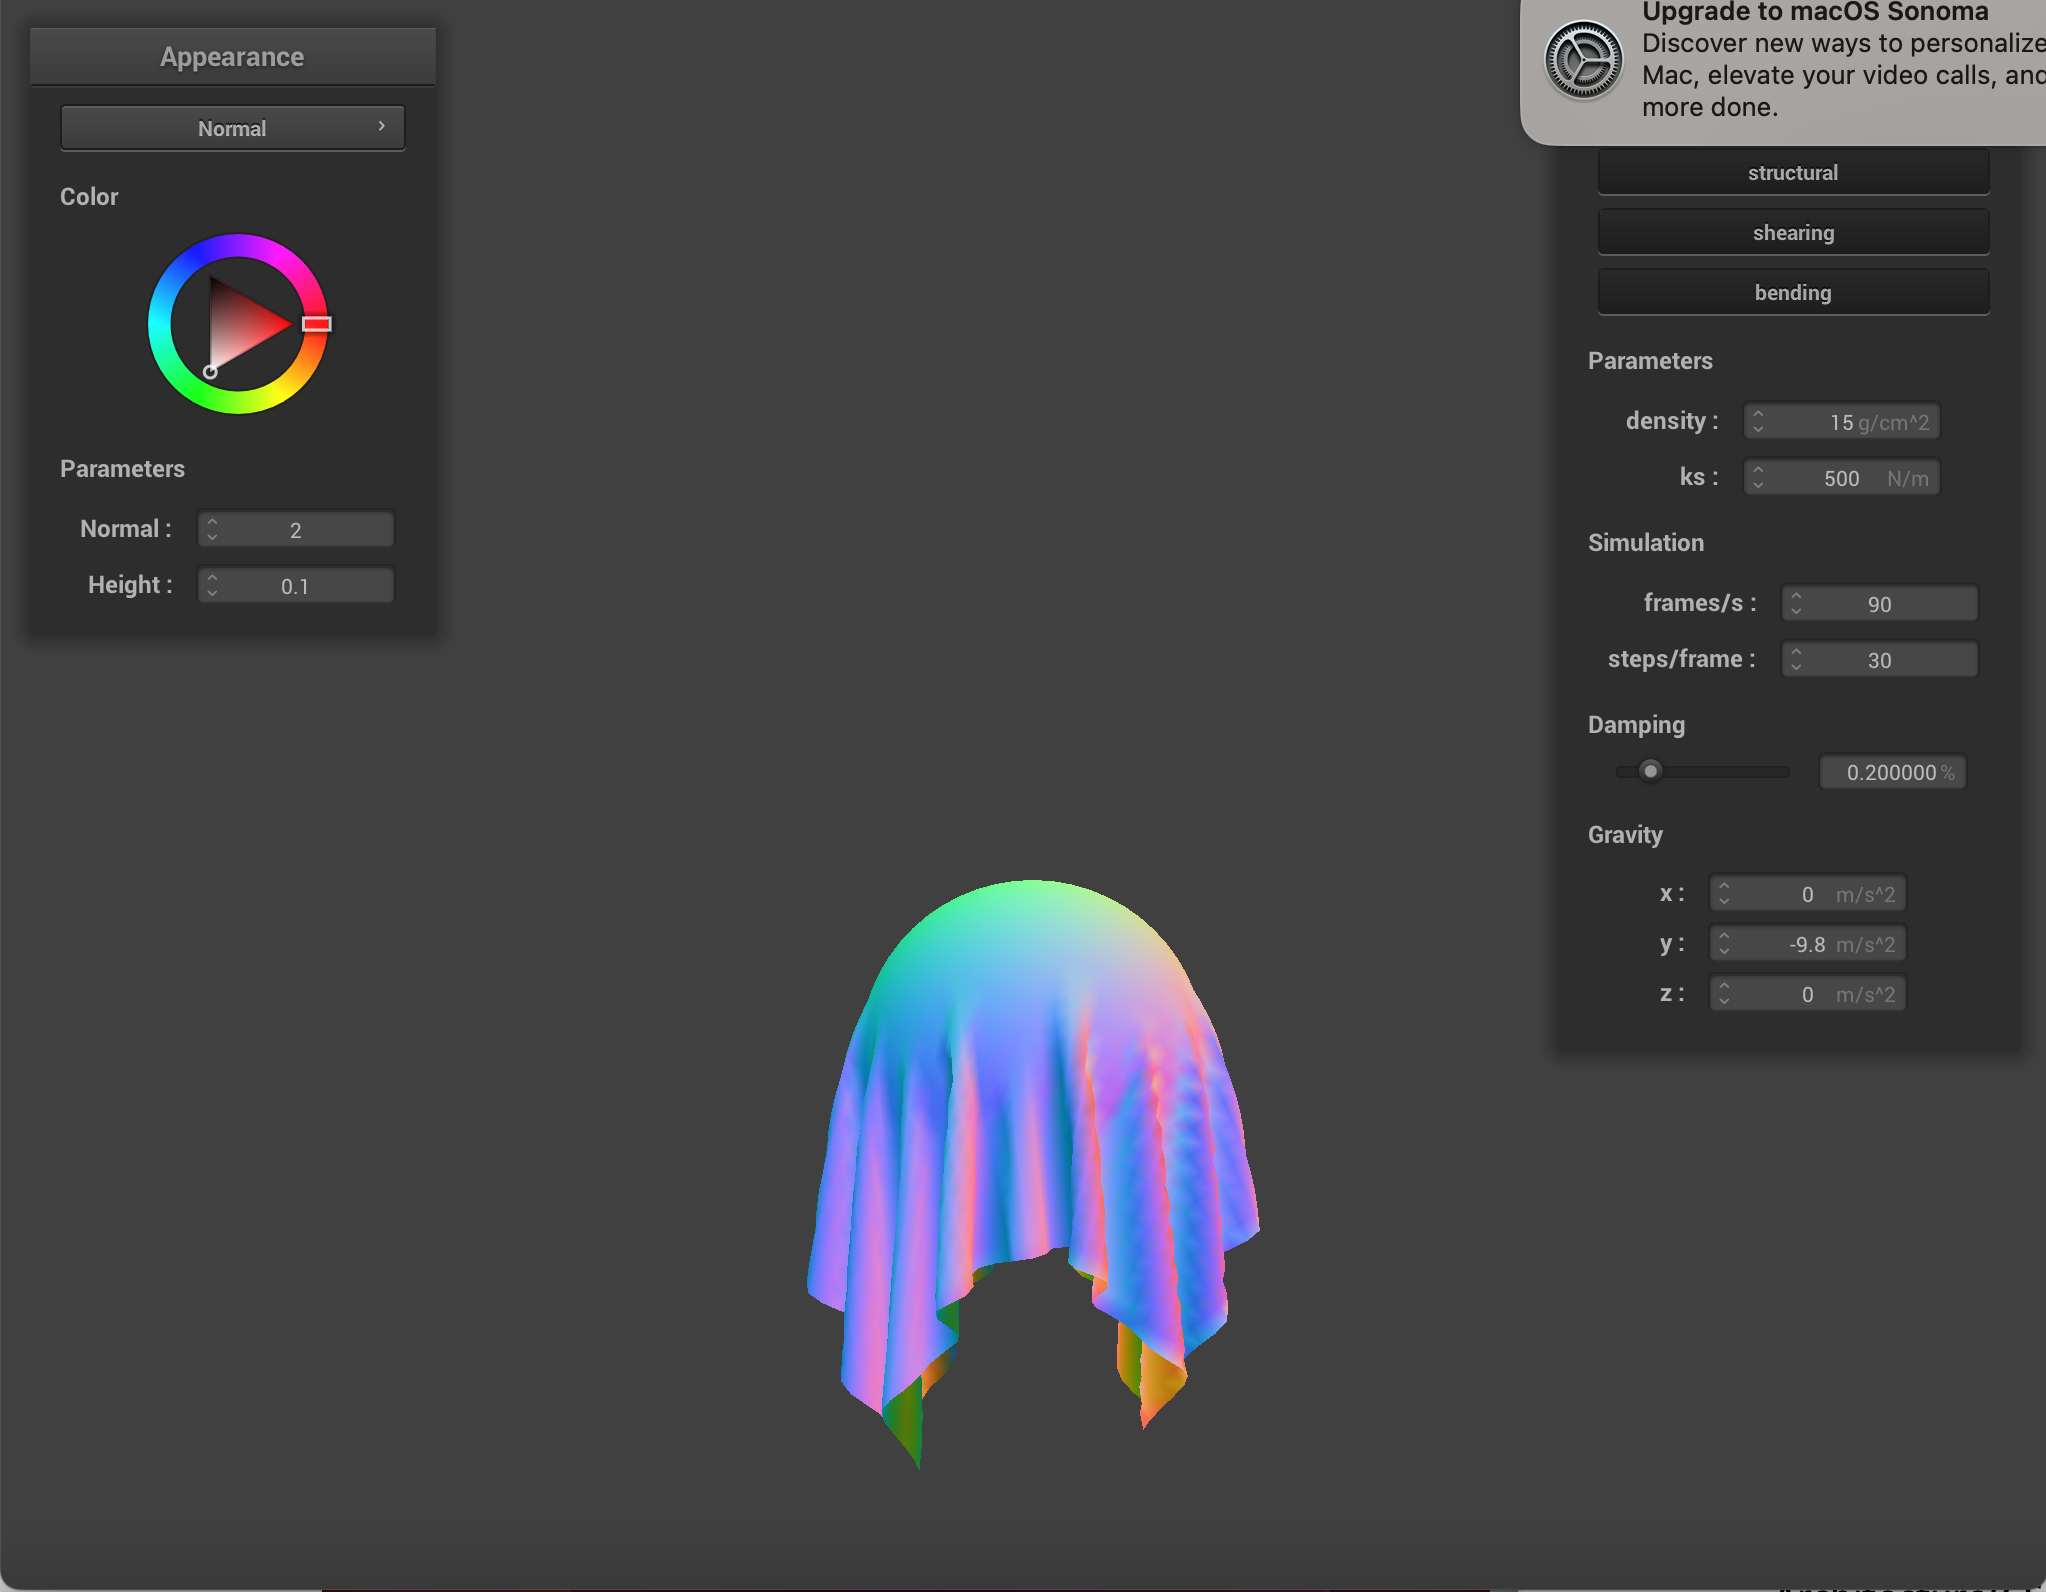 Appearance
Normal
Color
Parameters
Normal : 2
Height : 0.1
Upgrade to macOS Sonoma
Discover new ways to personalize
Mac, elevate your video calls, and
more done.
structural
shearing
bending
Parameters
density : 15 g/cm^2
ks : 500 N/m
Simulation
frames/s : 90
steps/frame : 30
Damping
0.200000 %
Gravity
x : 0 m/s^2
y : -9.8 m/s^2
z : 0 m/s^2